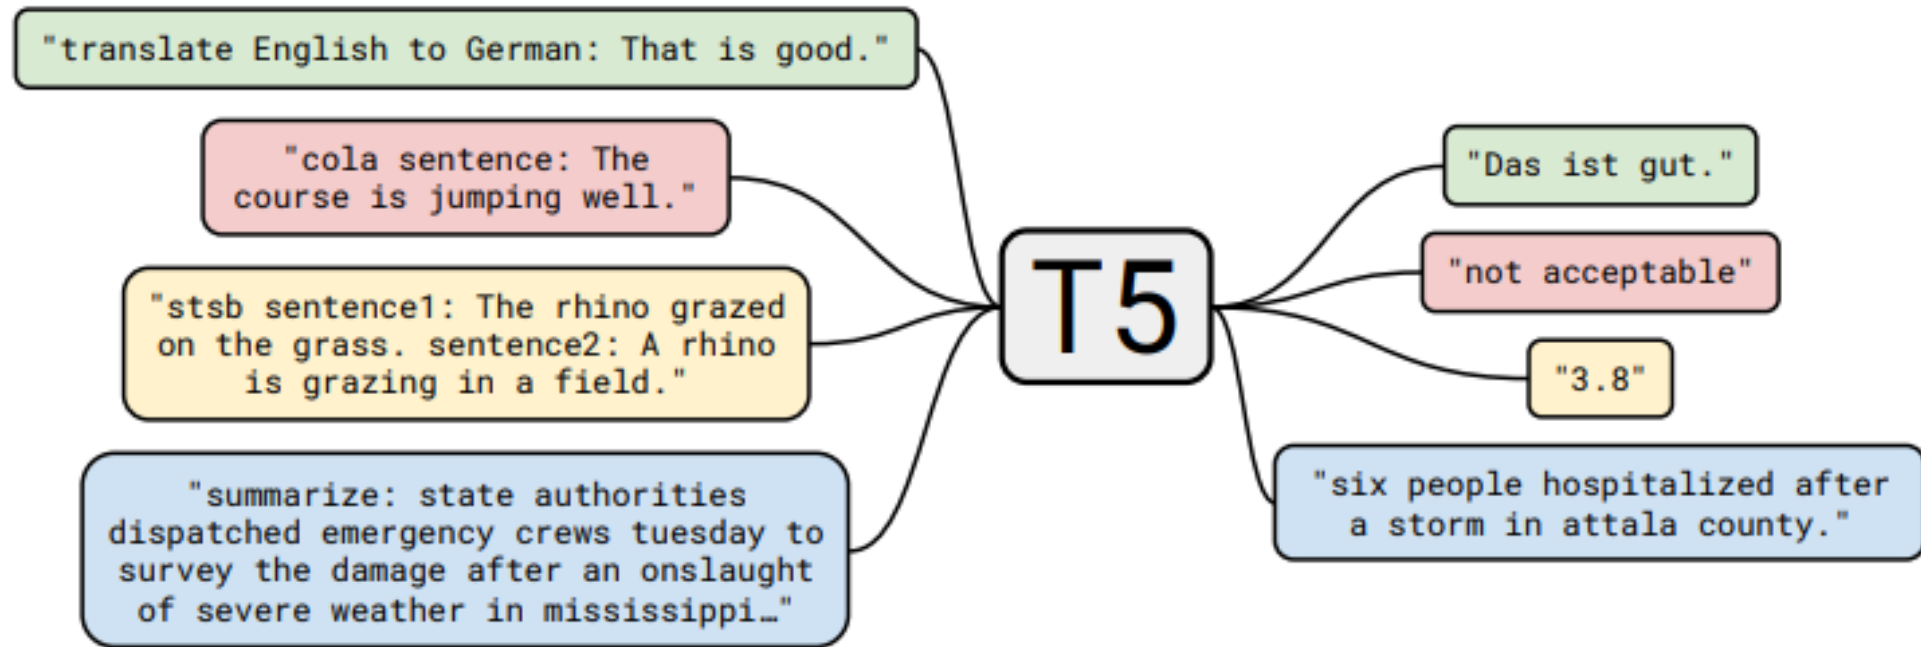 "translate English to German: That is good."
"cola sentence: The
course is jumping well."
"stsb sentence1: The rhino grazed
on the grass. sentence2: A rhino
is grazing in a field."
"summarize: state authorities
dispatched emergency crews tuesday to
survey the damage after an onslaught
of severe weather in mississippi…"
T5
"Das ist gut."
"not acceptable"
"3.8"
"six people hospitalized after
a storm in attala county."